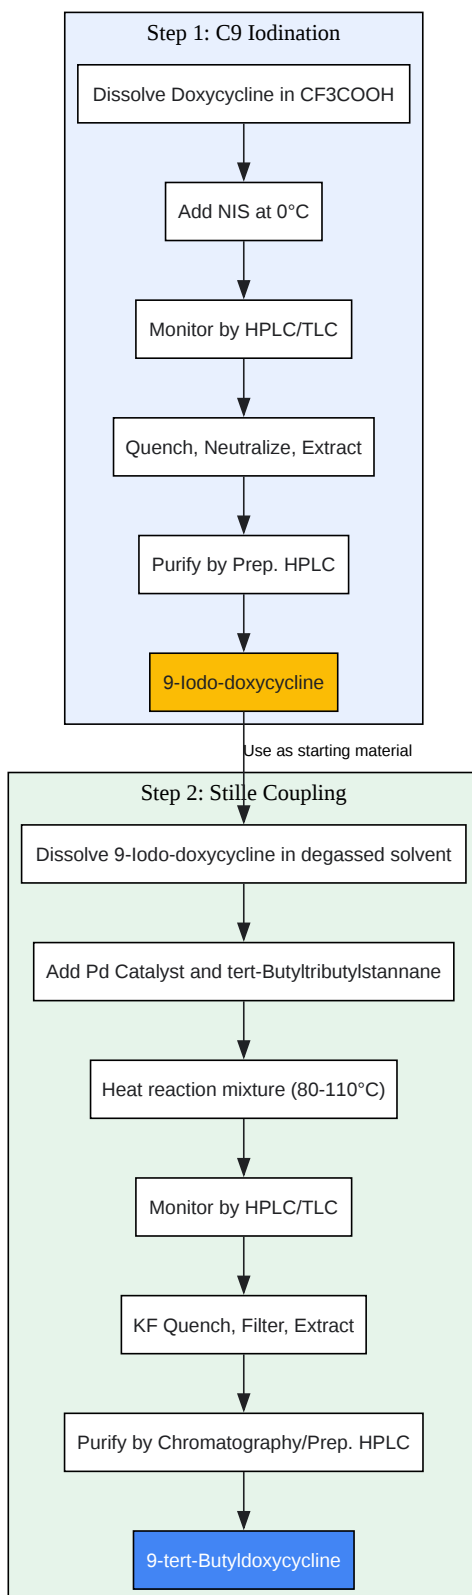 Step 1: C9 Iodination
Dissolve Doxycycline in CF3COOH
Add NIS at 0°C
Monitor by HPLC/TLC
Quench, Neutralize, Extract
Purify by Prep. HPLC
9-Iodo-doxycycline
Use as starting material
Step 2: Stille Coupling
Dissolve 9-Iodo-doxycycline in degassed solvent
Add Pd Catalyst and tert-Butyltributylstannane
Heat reaction mixture (80-110°C)
Monitor by HPLC/TLC
KF Quench, Filter, Extract
Purify by Chromatography/Prep. HPLC
9-tert-Butyldoxycycline